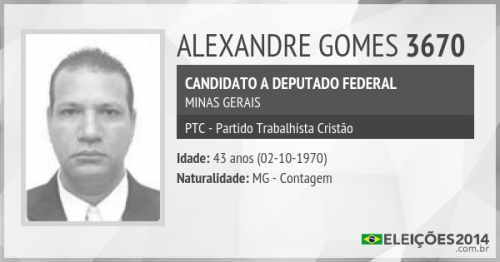 ALEXANDRE GOMES 3670
CANDIDATO A DEPUTADO FEDERAL
MINAS GERAIS
PTC - Partido Trabalhista Cristão
Idade: 43 anos (02-10-1970)
Naturalidade: MG - Contagem
ELEIÇÕES2014
.com.br